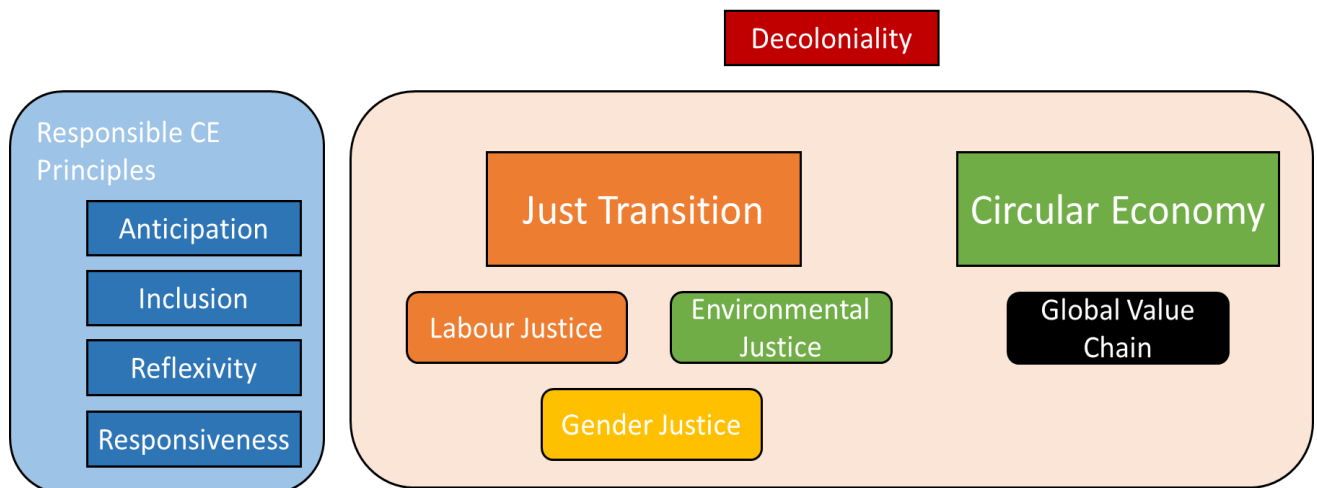 Decoloniality
Responsible CE
Principles
Anticipation
Inclusion
Reflexivity
Responsiveness
Just Transition
Circular Economy
Labour Justice
Environmental
Justice
Global Value
Chain
Gender Justice